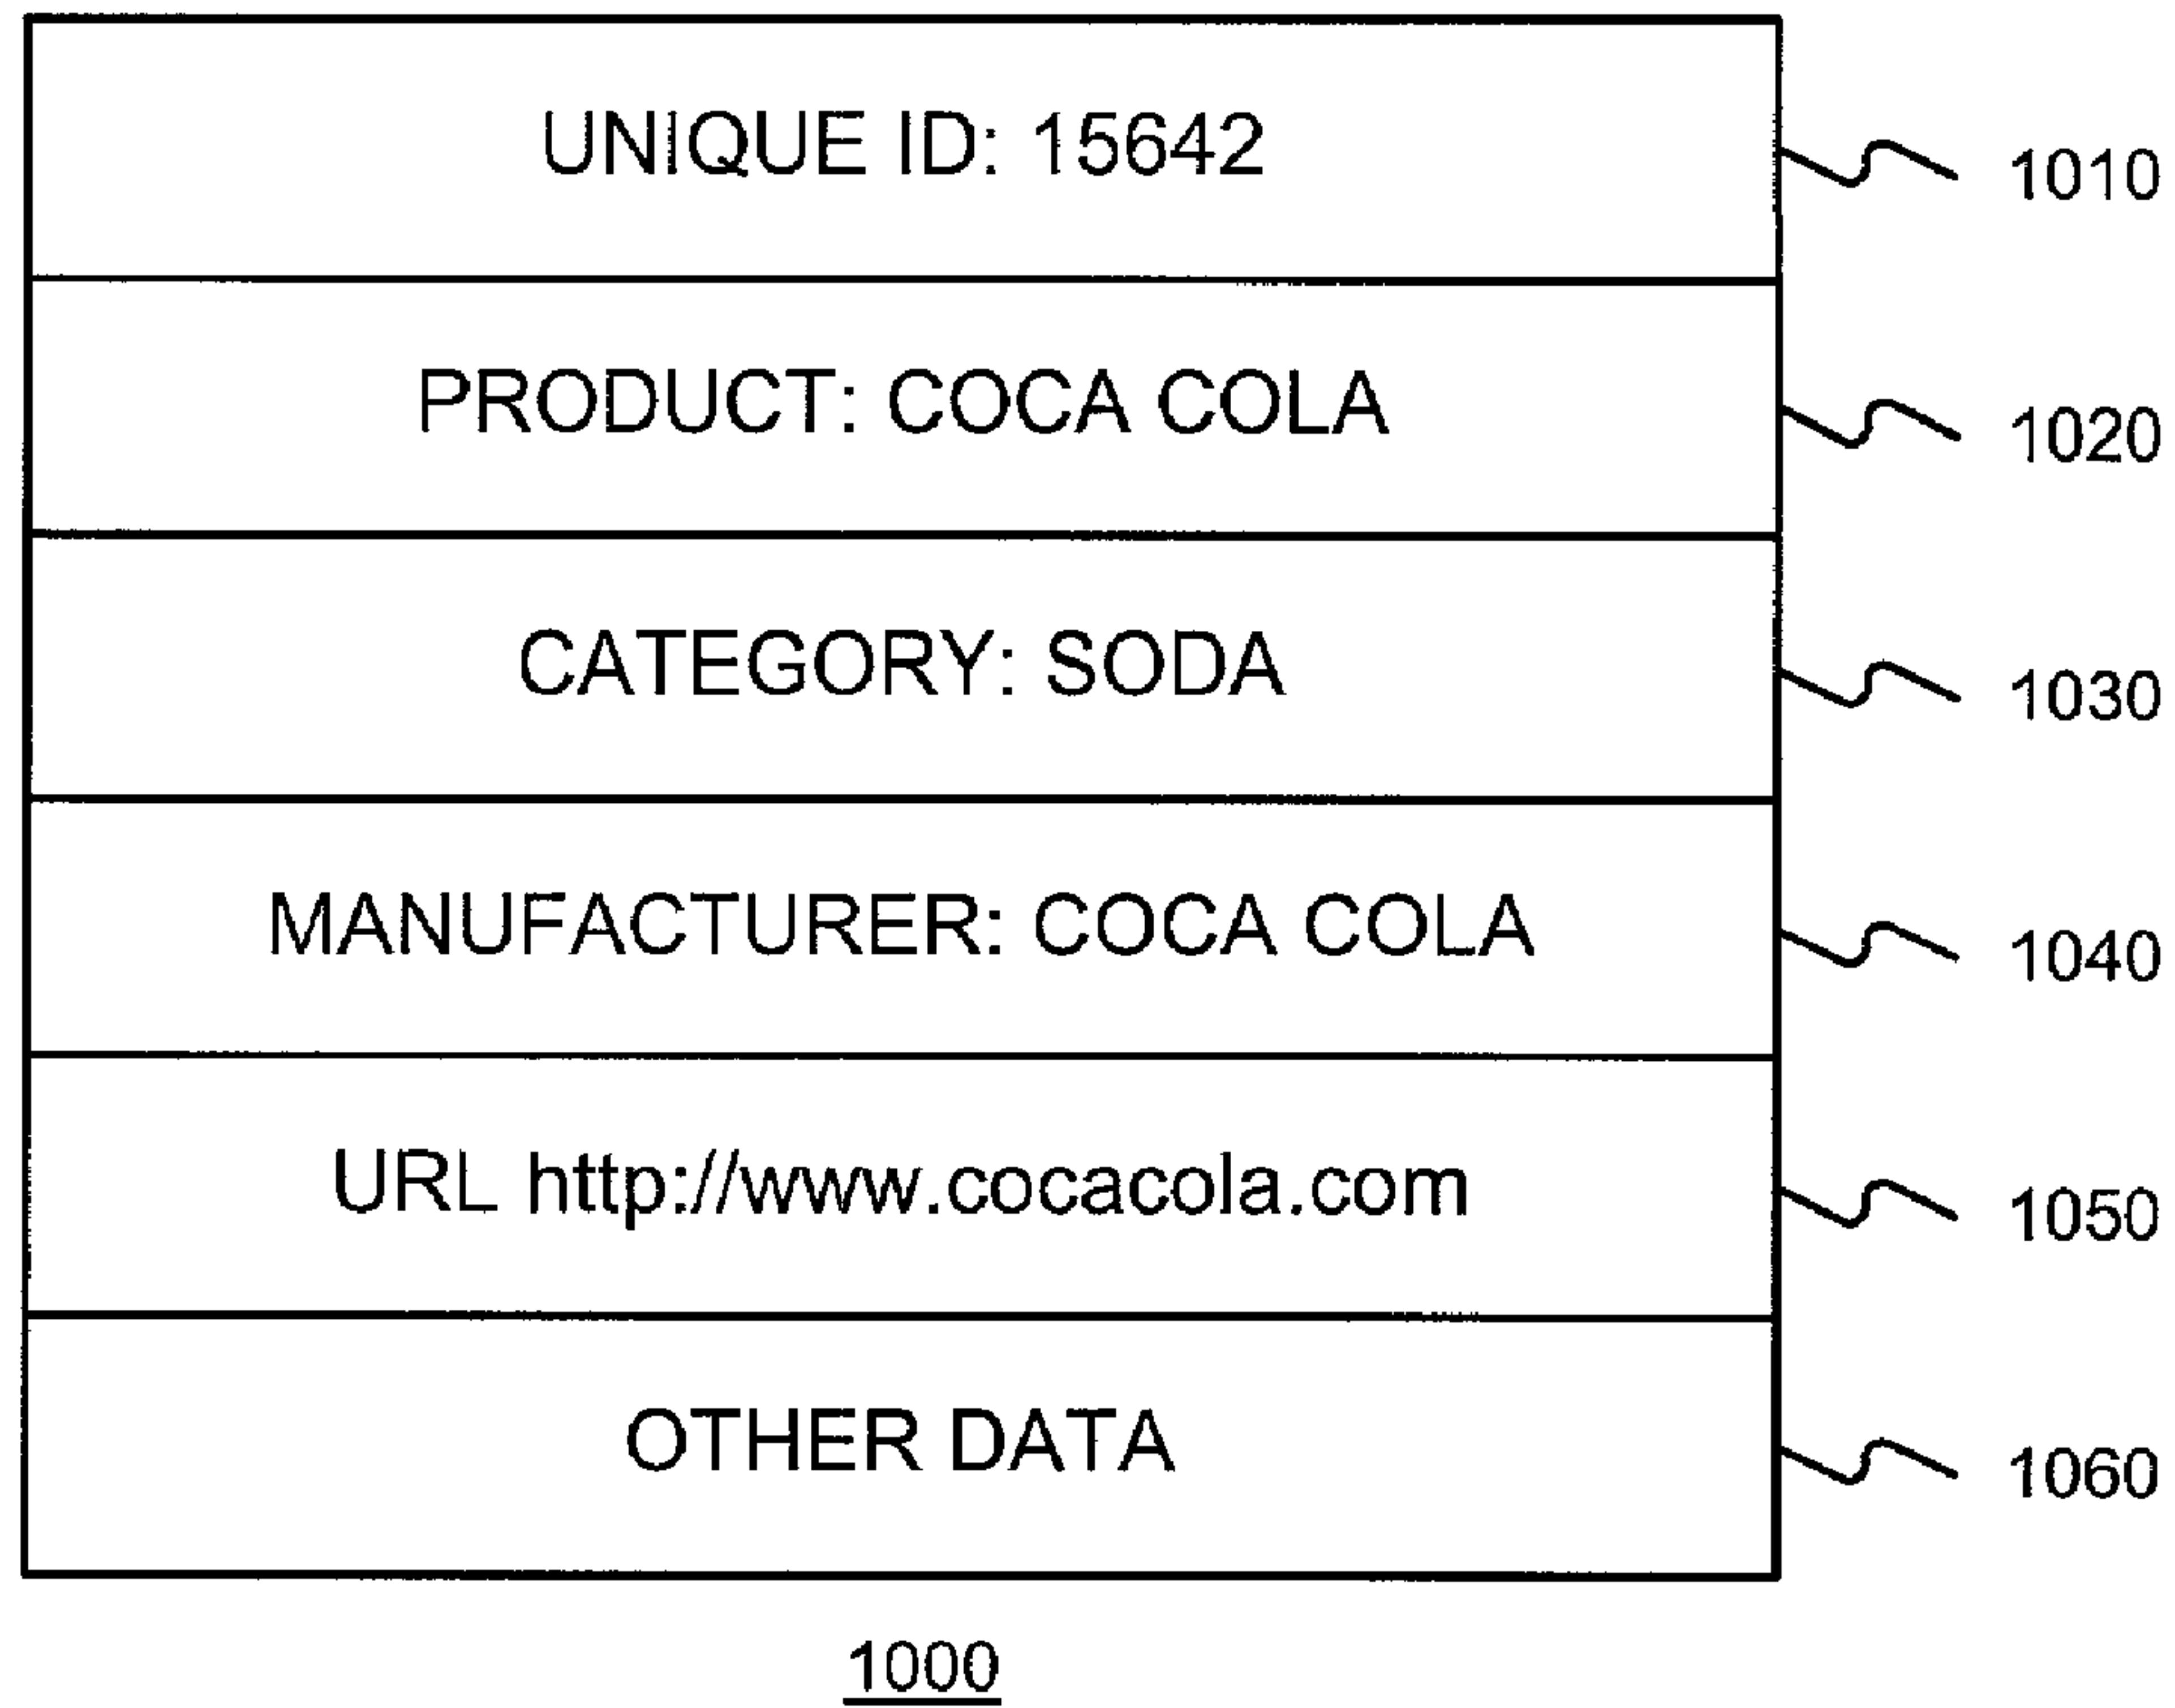 UNIQUE ID: 15642 1010
PRODUCT: COCA COLA 1020
CATEGORY: SODA 1030
MANUFACTURER: COCA COLA 1040
URL http://www.cocacola.com 1050
OTHER DATA 1060
1000